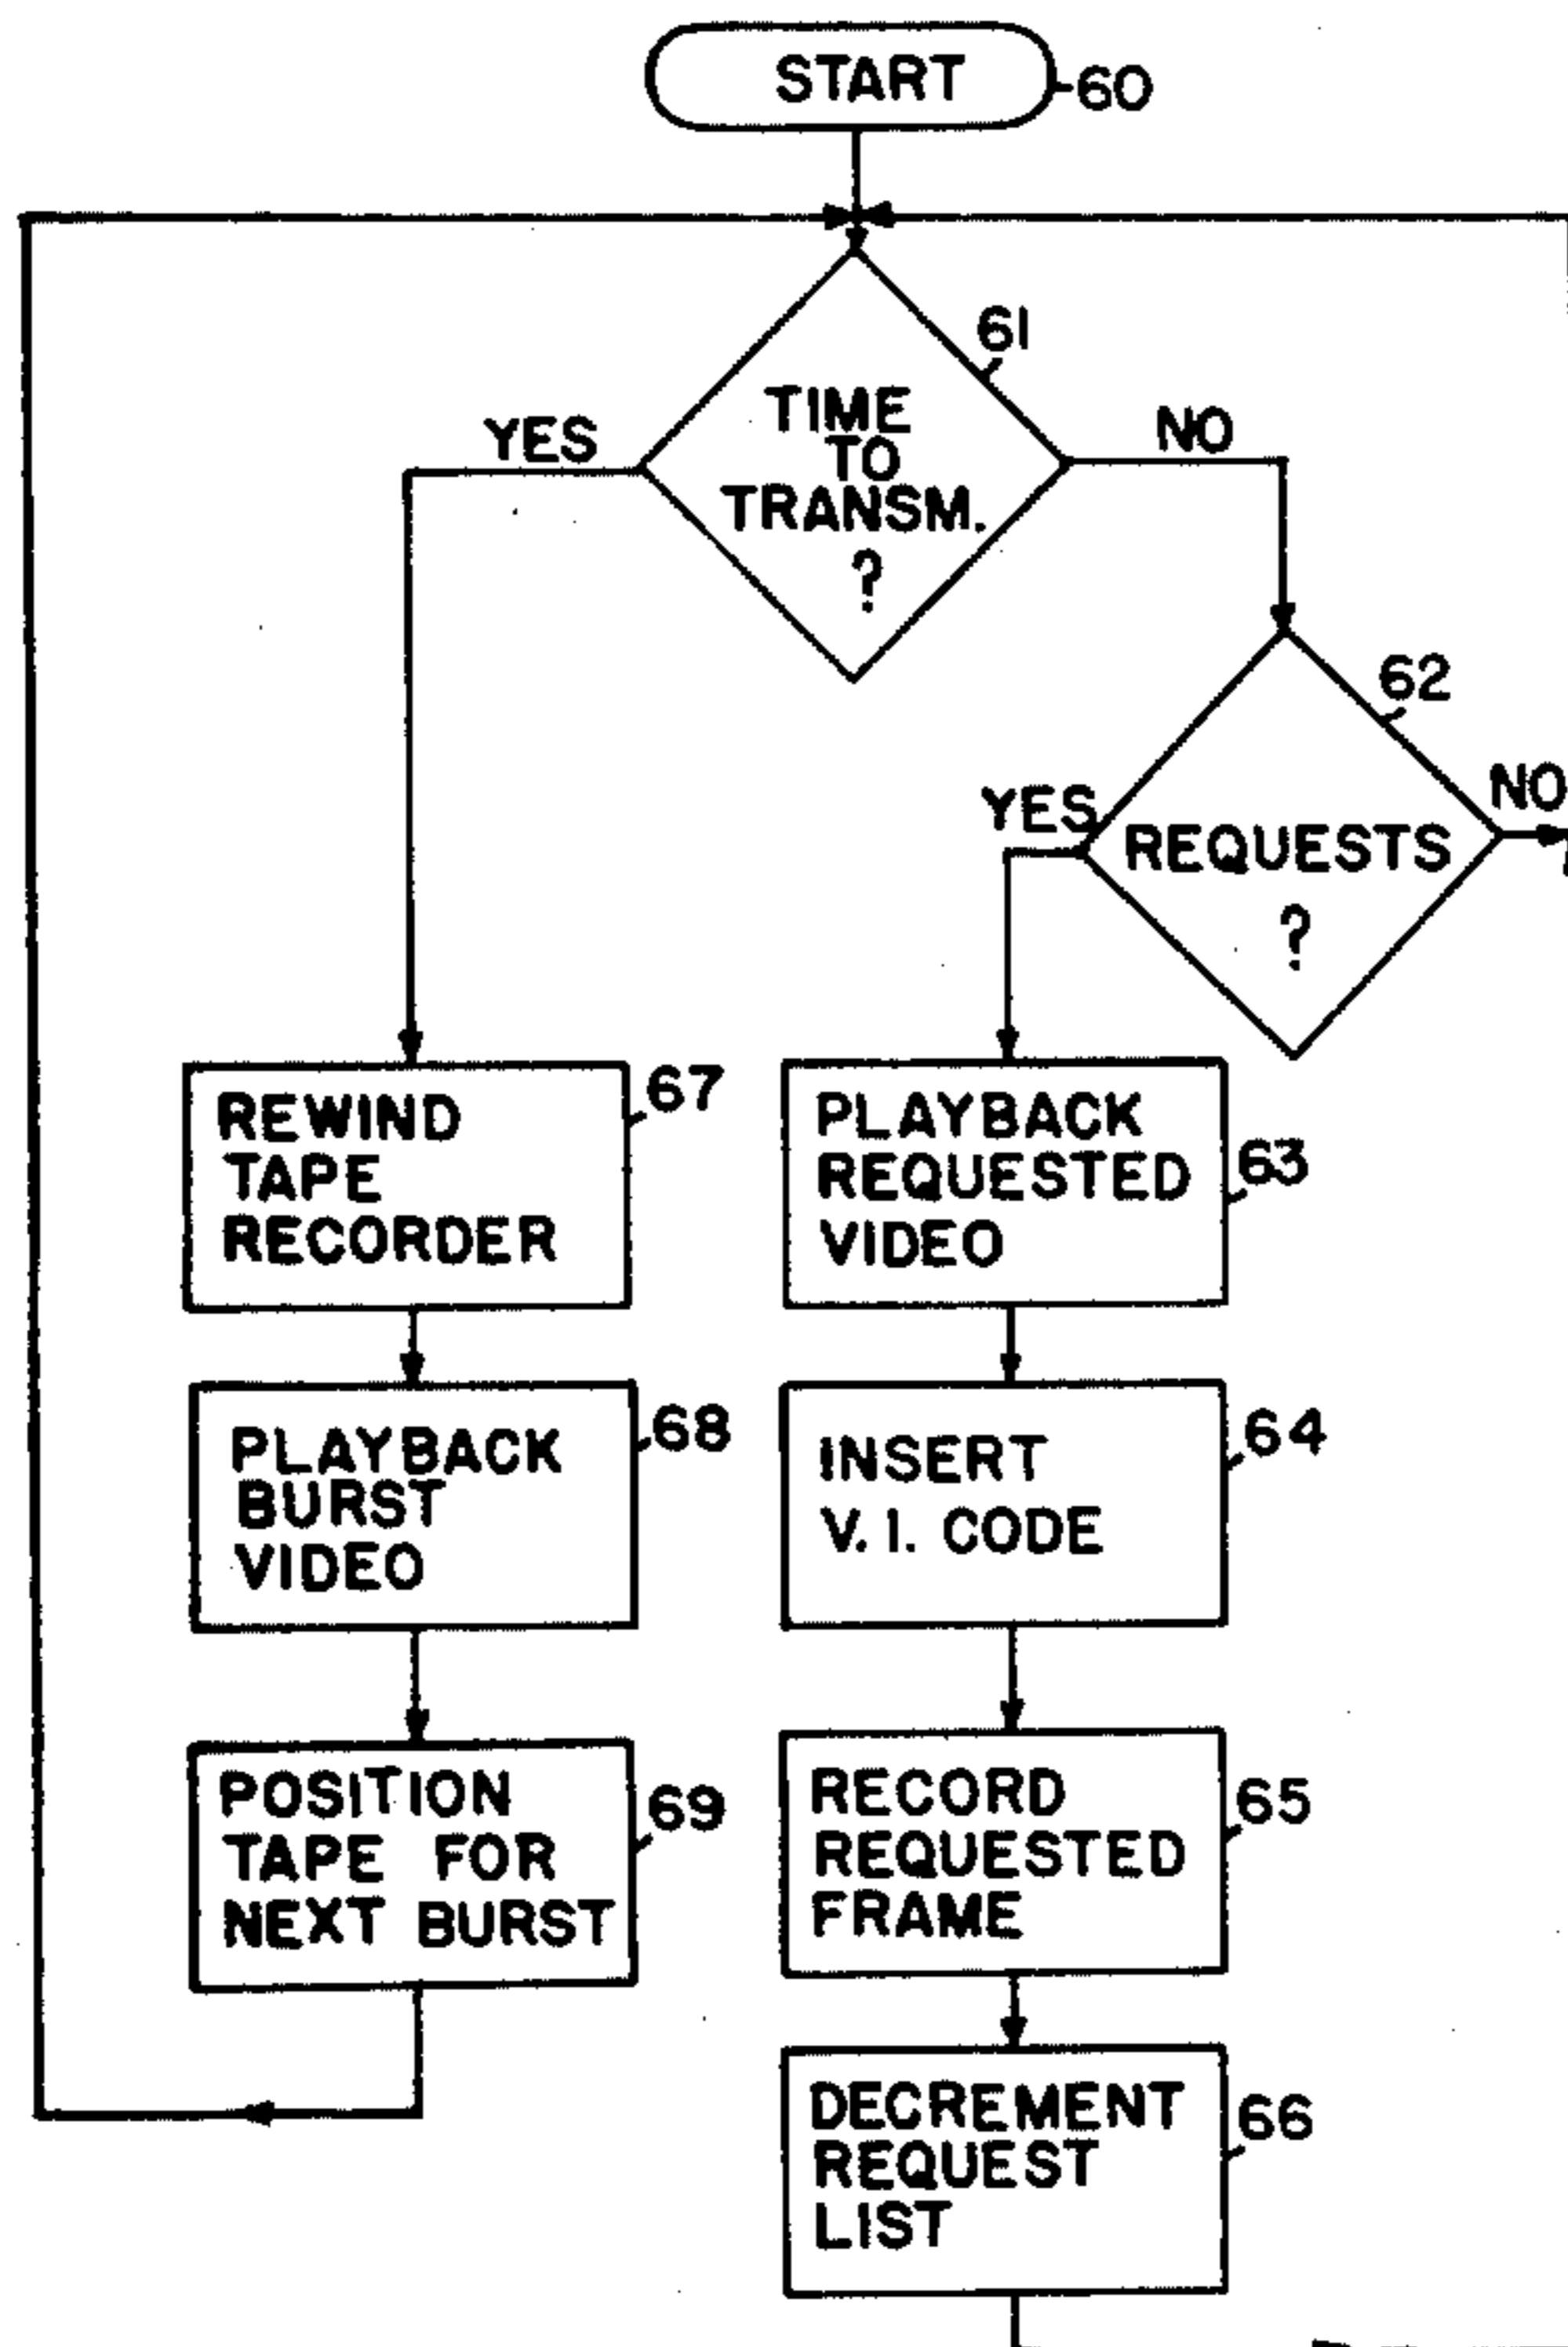 START
60
61
TIME
TO
TRANSM.
?
YES
NO
62
YES
REQUESTS
?
NO
REWIND
TAPE
RECORDER
67
PLAYBACK
REQUESTED
VIDEO
63
PLAYBACK
BURST
VIDEO
68
INSERT
V.I. CODE
64
POSITION
TAPE FOR
NEXT BURST
69
RECORD
REQUESTED
FRAME
65
DECREMENT
REQUEST
LIST
66